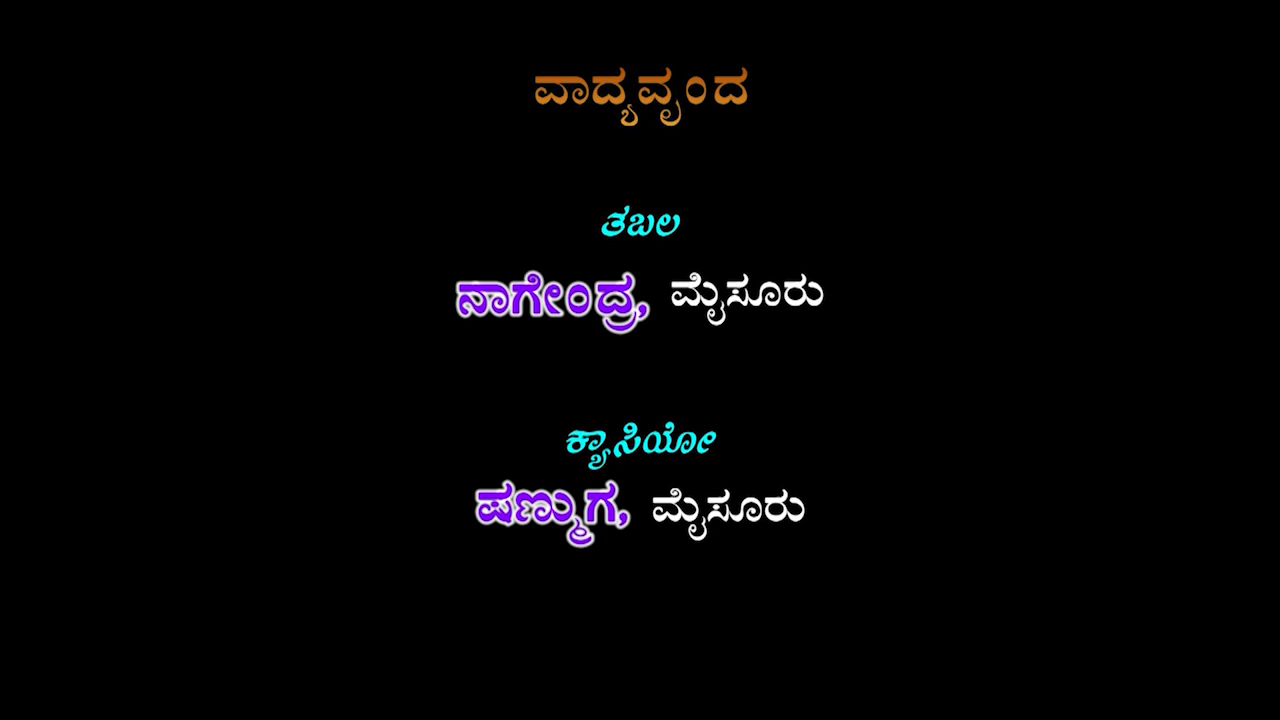 ವಾದ್ಯವೃಂದ
ತಬಲ
ನಾಗೇಂದ್ರ, ಮೈಸೂರು
ಕ್ಯಾಸಿಯೋ
ಷಣ್ಮುಗ, ಮೈಸೂರು